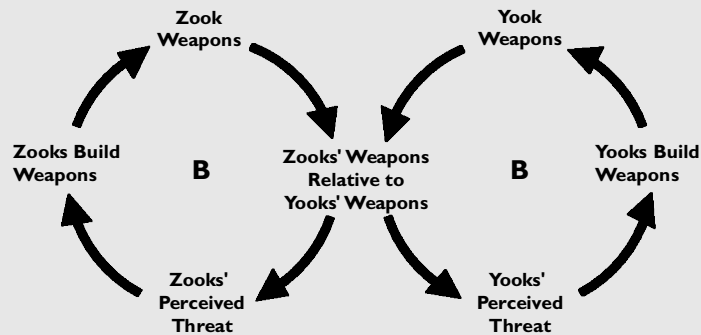 Zook
Weapons
Yook
Weapons
Zooks Build
Weapons
B
Zooks' Weapons
Relative to
Yooks' Weapons
B
Yooks Build
Weapons
Zooks'
Perceived
Threat
Yooks'
Perceived
Threat